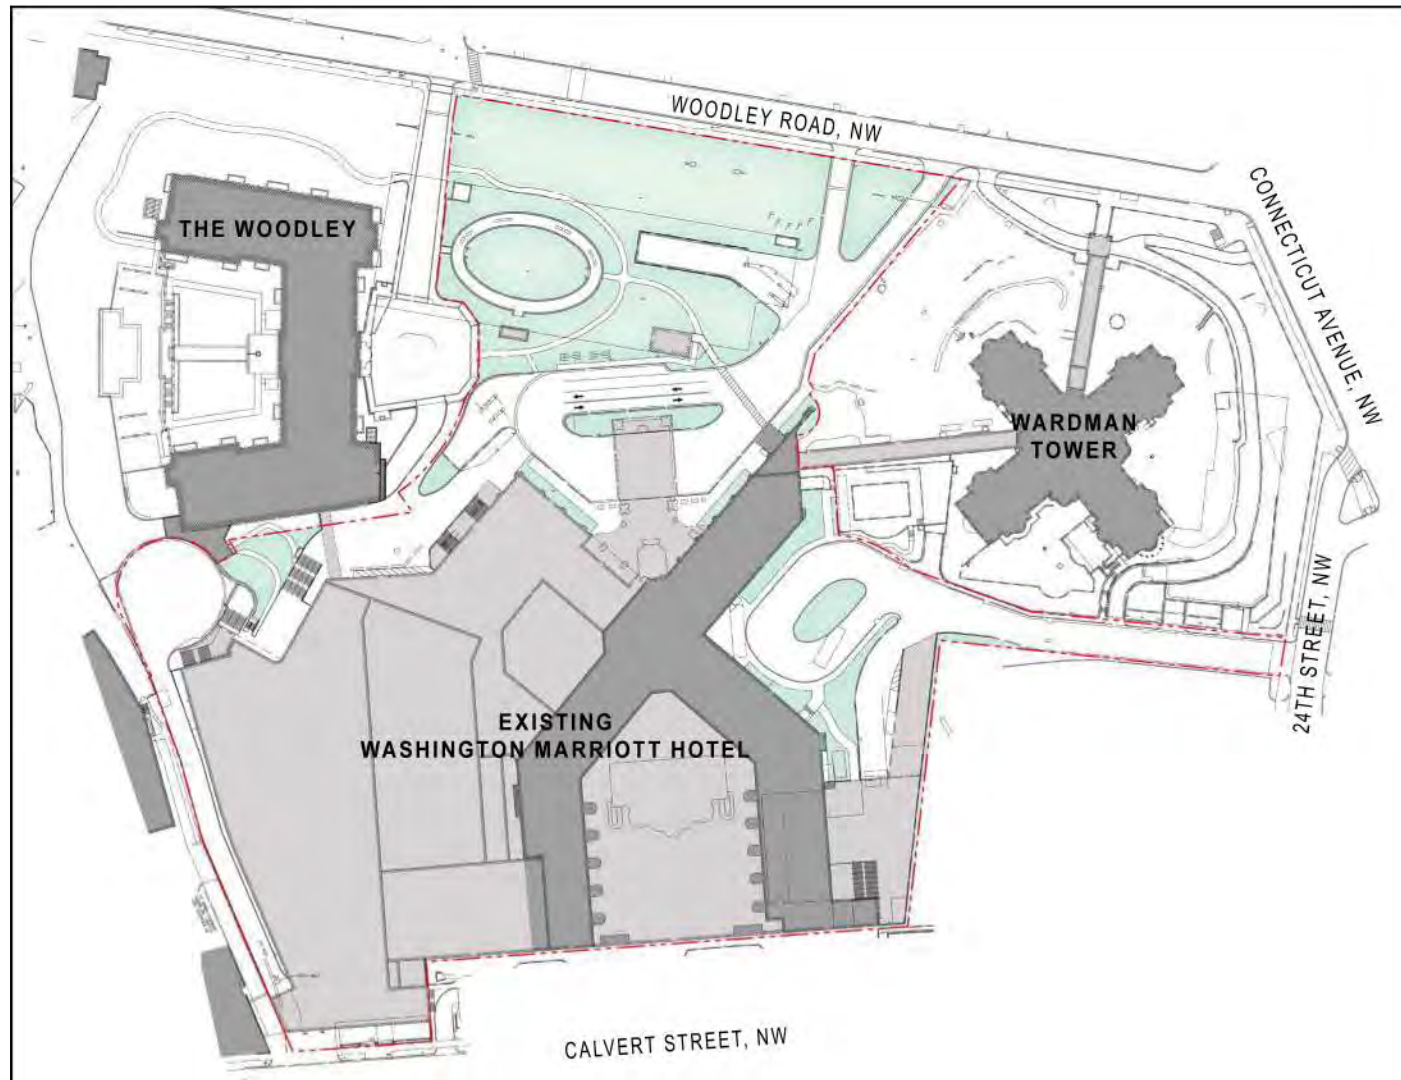 WOODLEY ROAD, NW
CONNECTICUT AVENUE, NW
THE WOODLEY
WARDMAN
TOWER
24TH STREET, NW
EXISTING
WASHINGTON MARRIOTT HOTEL
CALVERT STREET, NW